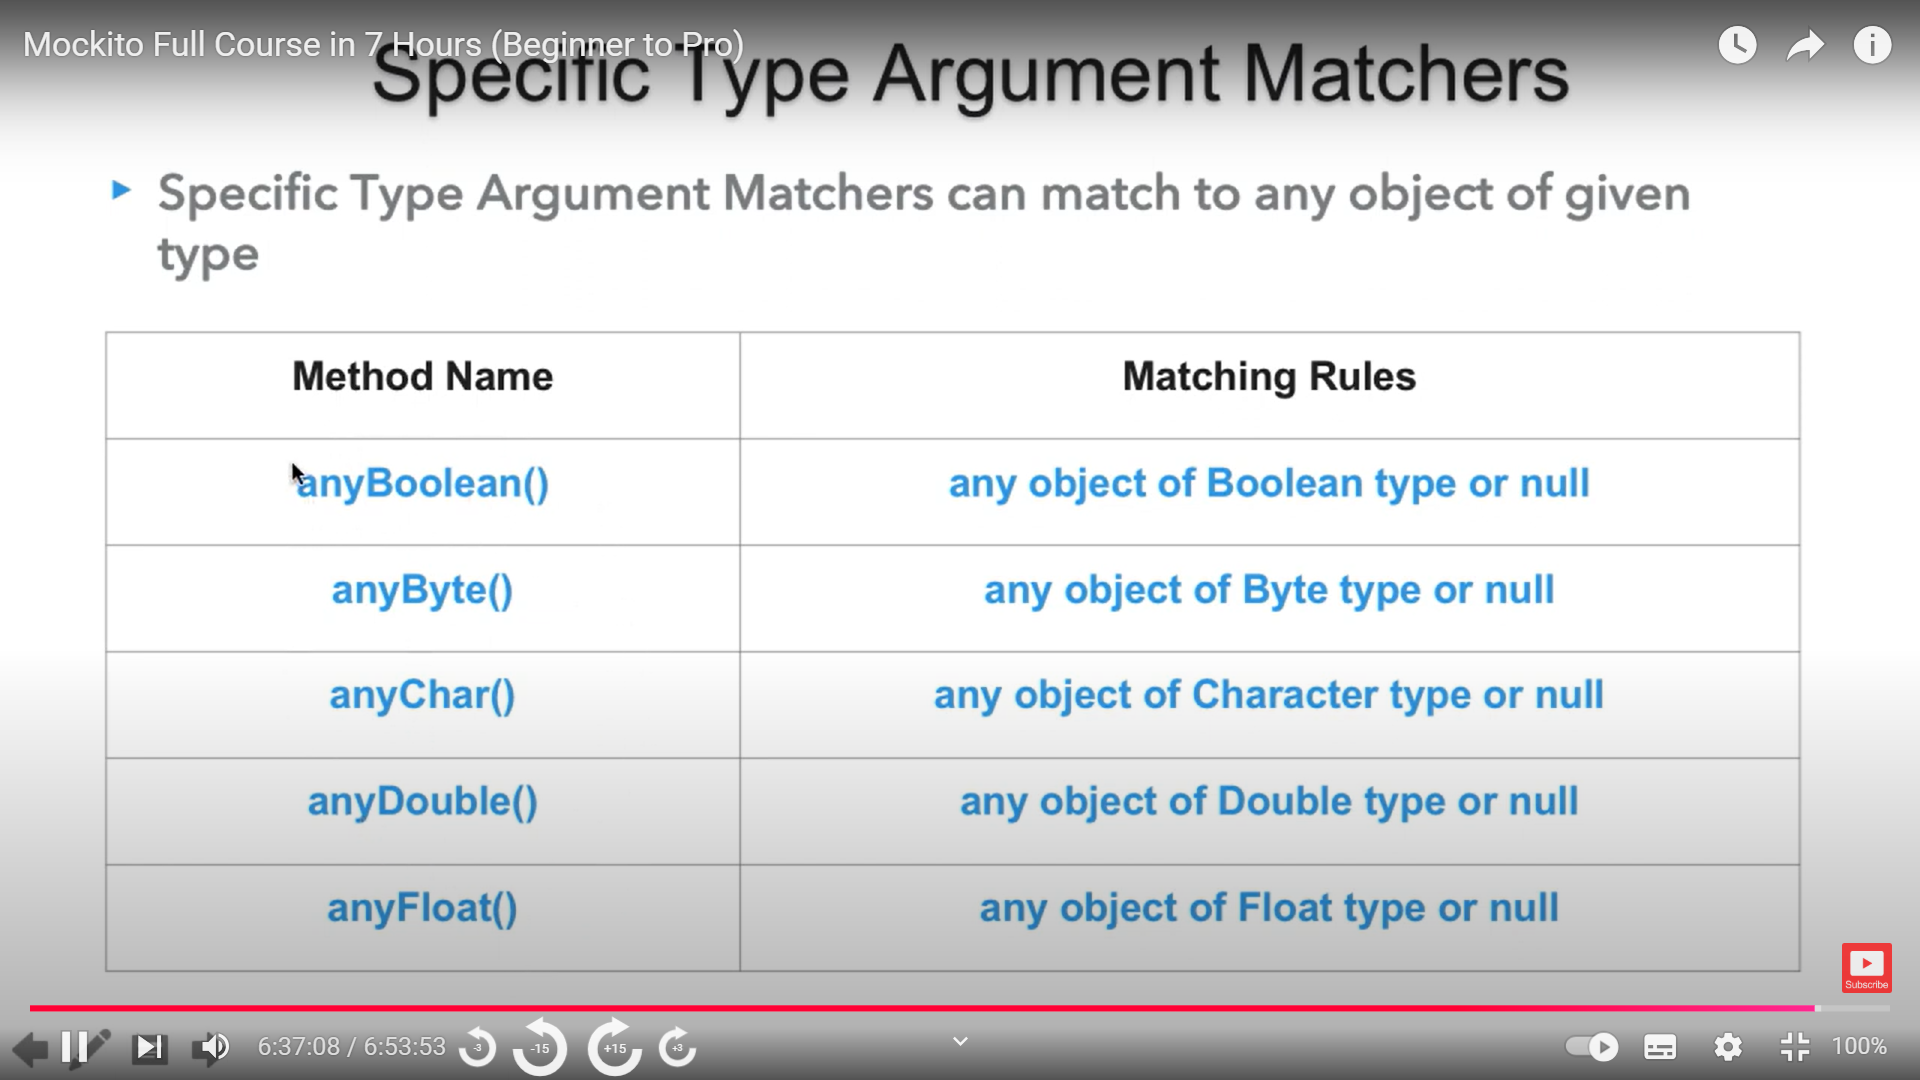 Mockito Full Course in 7 Hours (Beginner to Pro)
Specific Type Argument Matchers
Specific Type Argument Matchers can match to any object of given
type
Method Name
Matching Rules
anyBoolean()
any object of Boolean type or null
anyByte()
any object of Byte type or null
anyChar()
any object of Character type or null
anyDouble()
any object of Double type or null
anyFloat()
any object of Float type or null
Subscribe
6:37:08 / 6:53:53
-3
-15
+15
+3
100%